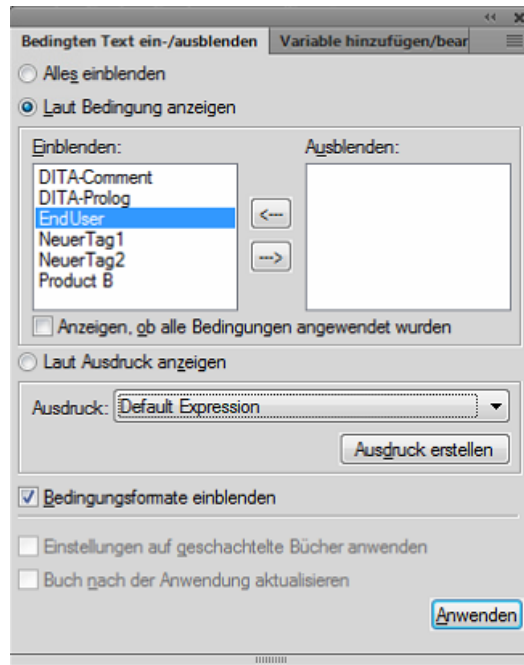 Bedingten Text ein-/ausblenden Variable hinzufügen/bear
Alles einblenden
Laut Bedingung anzeigen
Einblenden: Ausblenden:
DITA-Comment
DITA-Prolog
EndUser
<---
NeuerTag1
NeuerTag2
--->
Product B
Anzeigen, ob alle Bedingungen angewendet wurden
Laut Ausdruck anzeigen
Ausdruck: Default Expression
Ausdruck erstellen
Bedingungsformate einblenden
Einstellungen auf geschachtelte Bücher anwenden
Buch nach der Anwendung aktualisieren
Anwenden